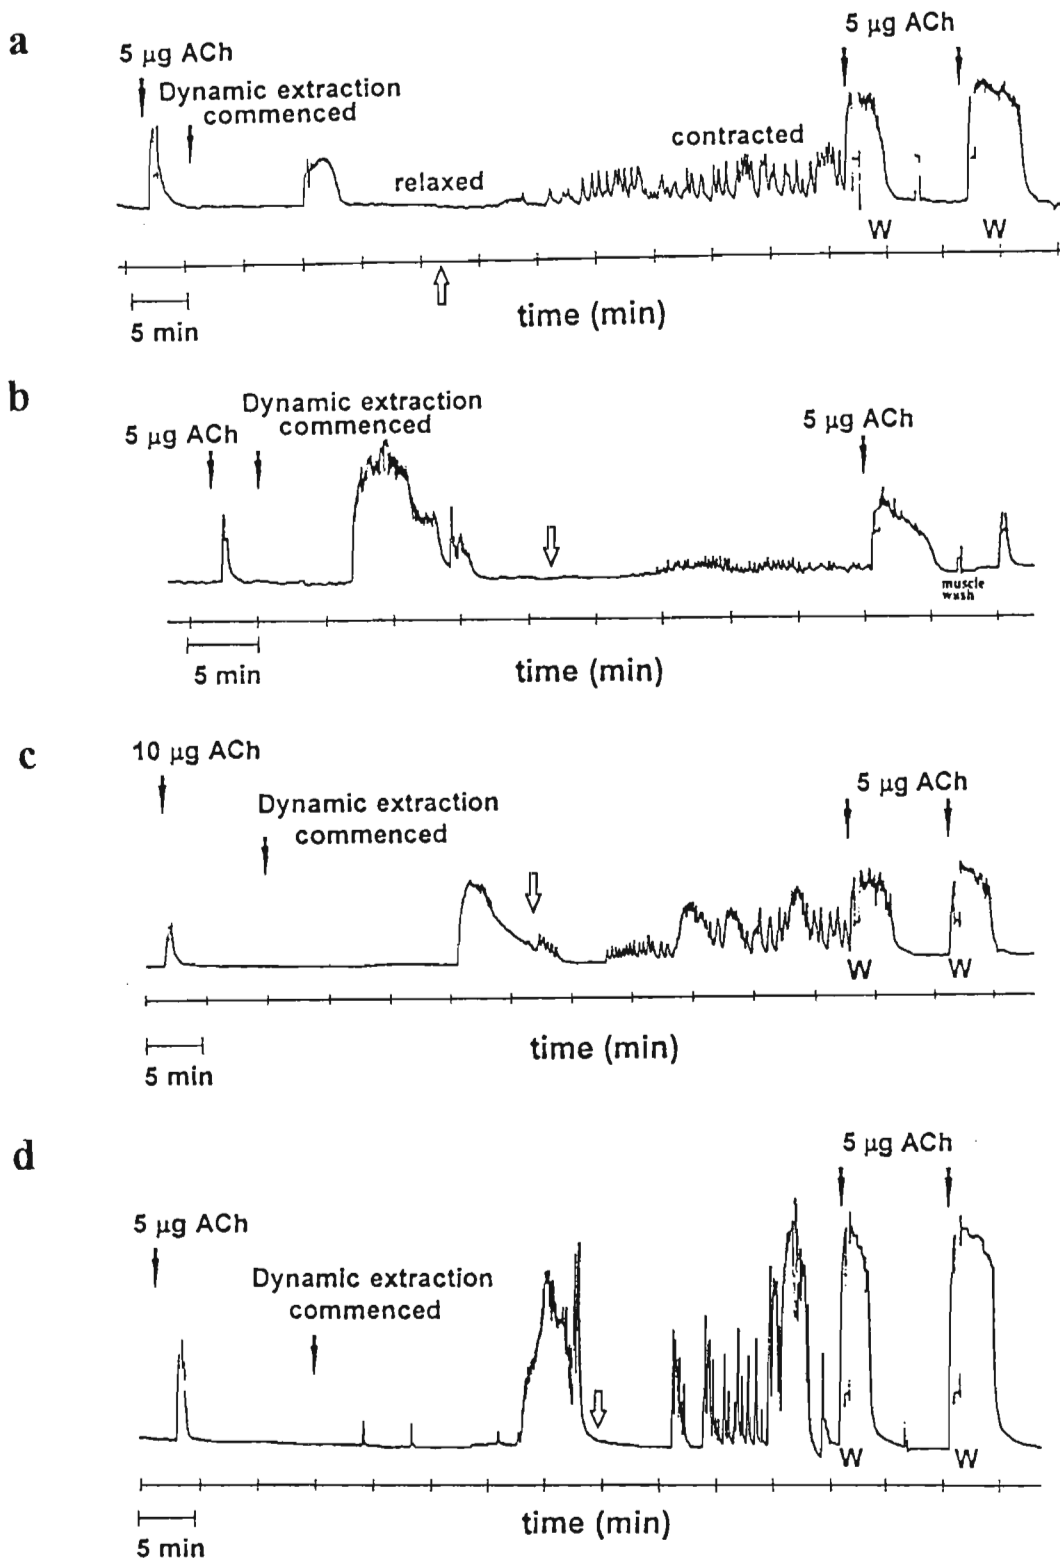 a
5 μg ACh
5 μg ACh
Dynamic extraction
commenced
relaxed
contracted
W W
5 min
time (min)
b
Dynamic extraction
commenced
5 μg ACh
5 μg ACh
muscle
wash
5 min
time (min)
c
10 μg ACh
5 μg ACh
Dynamic extraction
commenced
W W
5 min
time (min)
d
5 μg ACh
5 μg ACh
Dynamic extraction
commenced
W W
5 min
time (min)